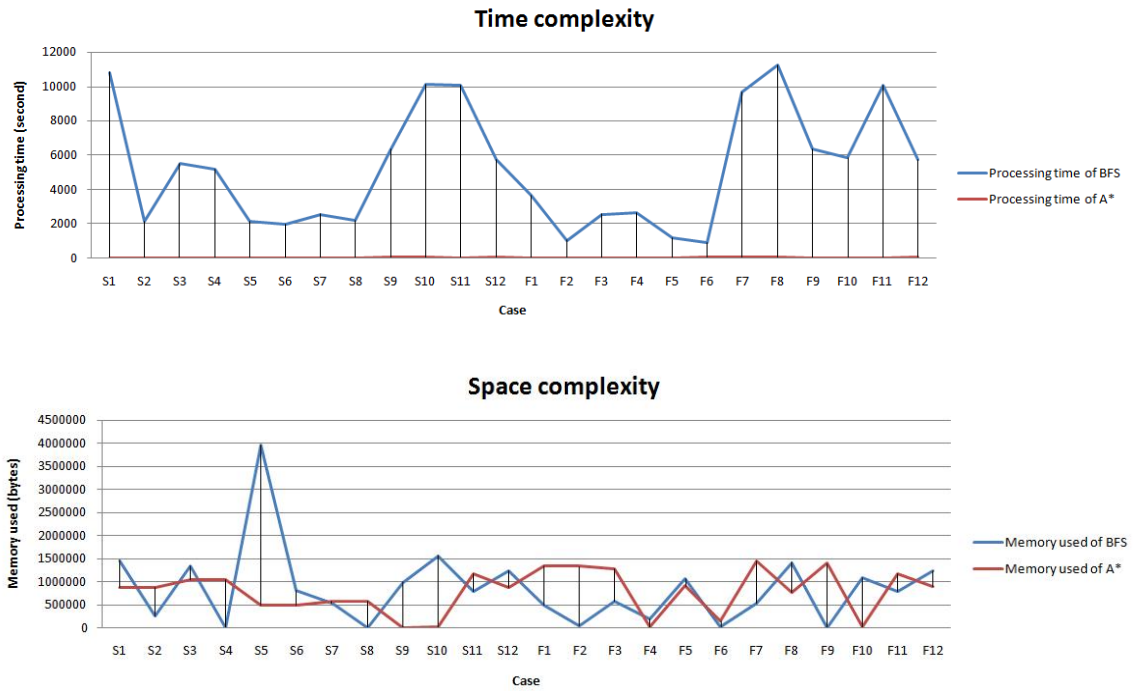 Time complexity
Processing time (second)
12000
10000
8000
6000
4000
2000
0
S1 S2 S3 S4 S5 S6 S7 S8 S9 S10 S11 S12 F1 F2 F3 F4 F5 F6 F7 F8 F9 F10 F11 F12
Case
Processing time of BFS
Processing time of A*
Space complexity
Memory used (bytes)
4500000
4000000
3500000
3000000
2500000
2000000
1500000
1000000
500000
0
S1 S2 S3 S4 S5 S6 S7 S8 S9 S10 S11 S12 F1 F2 F3 F4 F5 F6 F7 F8 F9 F10 F11 F12
Case
Memory used of BFS
Memory used of A*